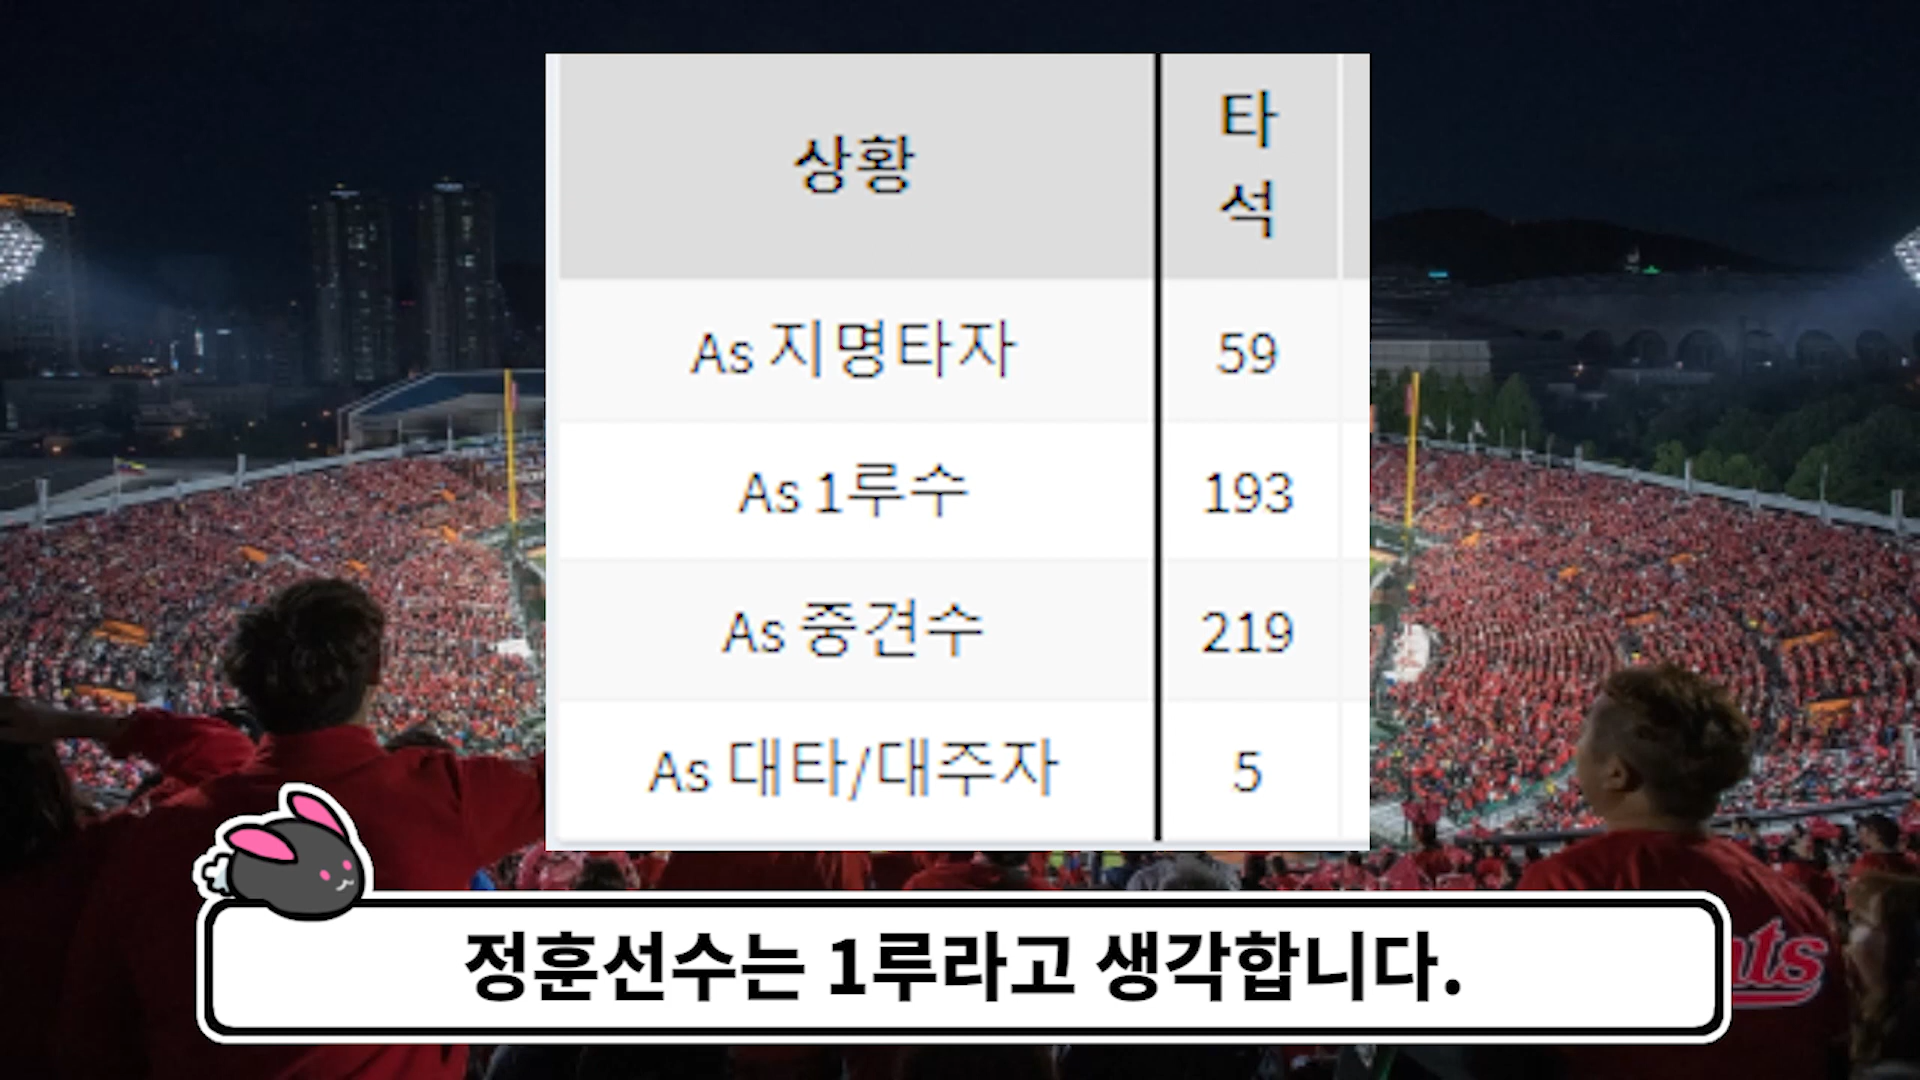 상황
타
석
As 지명타자 59
As 1루수 193
As 중견수 219
As 대타/대주자 5
정훈선수는 1루라고 생각합니다.
nts